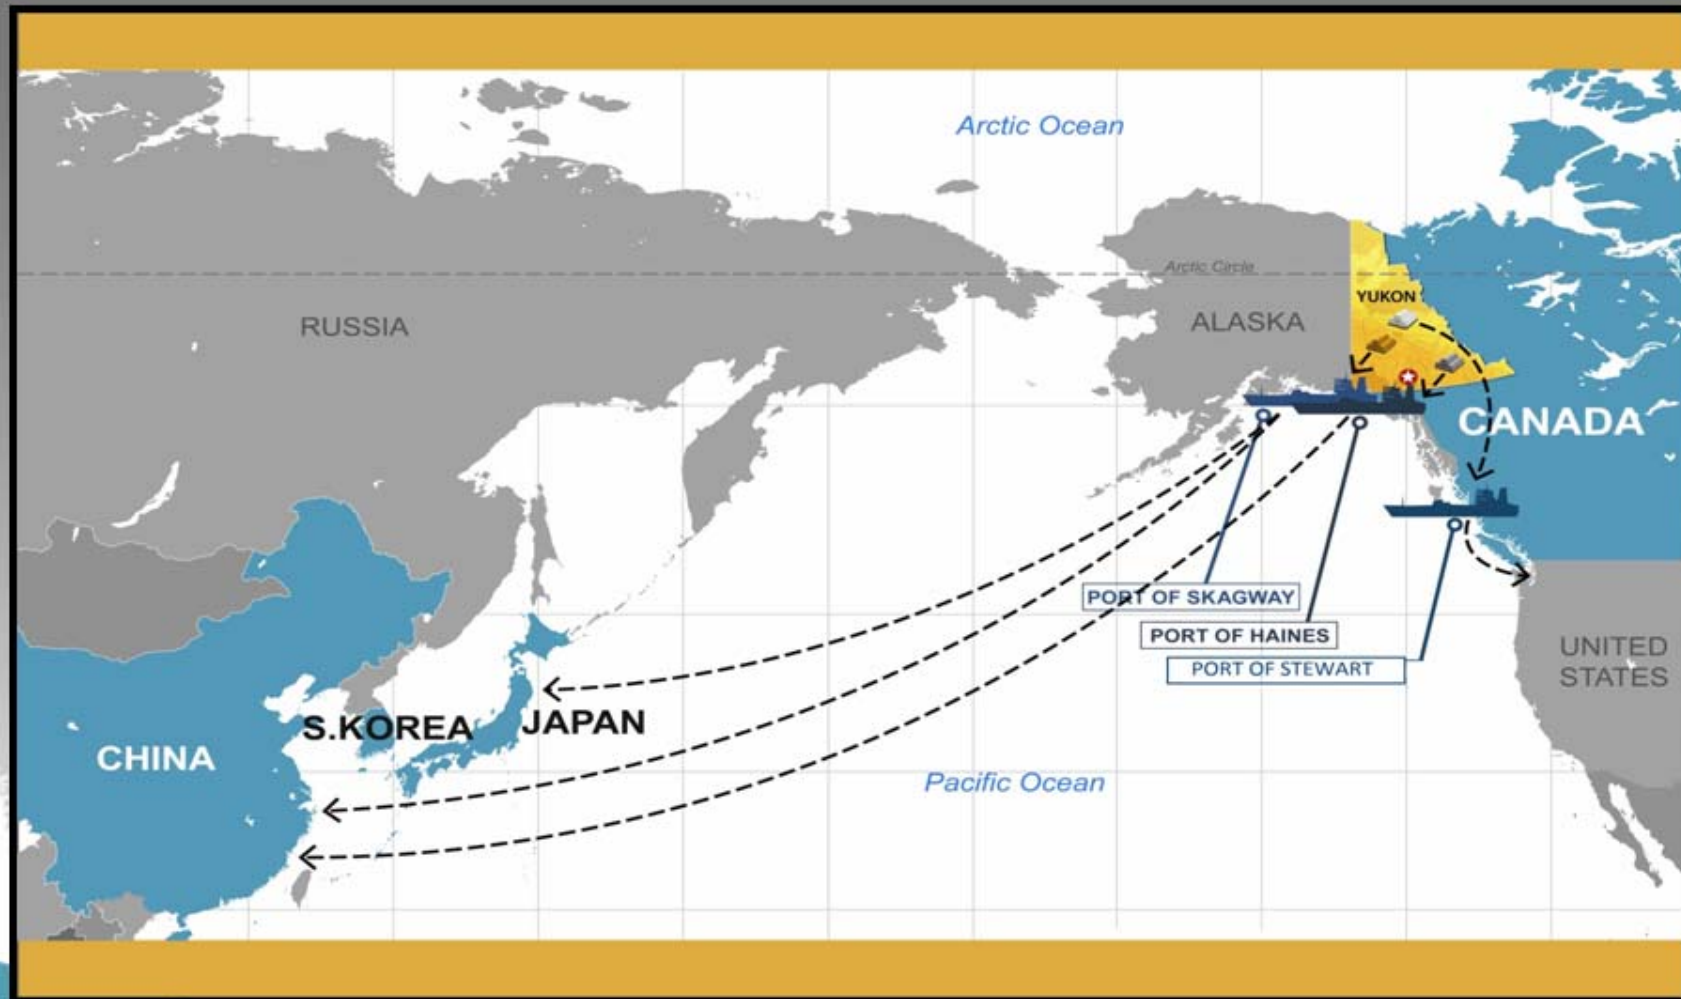 Arctic Ocean
Arctic Circle
YUKON
RUSSIA
ALASKA
CANADA
PORT OF SKAGWAY
PORT OF HAINES
PORT OF STEWART
UNITED
STATES
S.KOREA
JAPAN
CHINA
Pacific Ocean